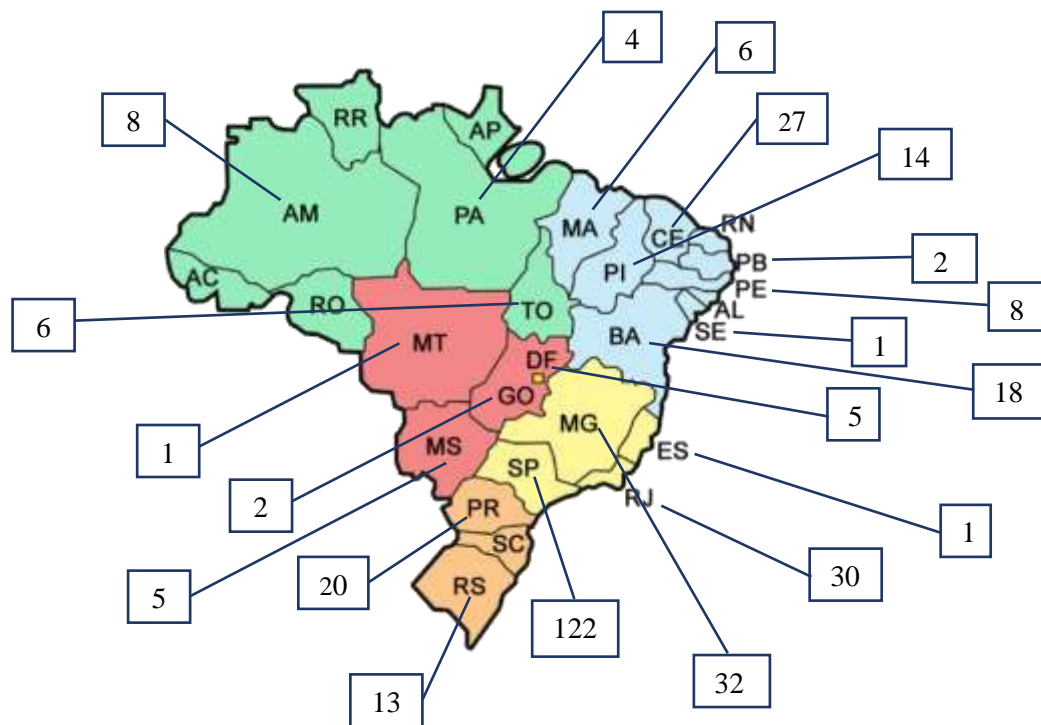 4
6
8
27
14
RR
AP
AM
PA
MA
CE
RN
PI
PB
2
AC
PE
RO
TO
AL
8
6
BA
SE
1
MT
DF
18
GO
5
MG
1
MS
ES
SP
2
RJ
PR
1
SC
20
30
5
RS
122
32
13